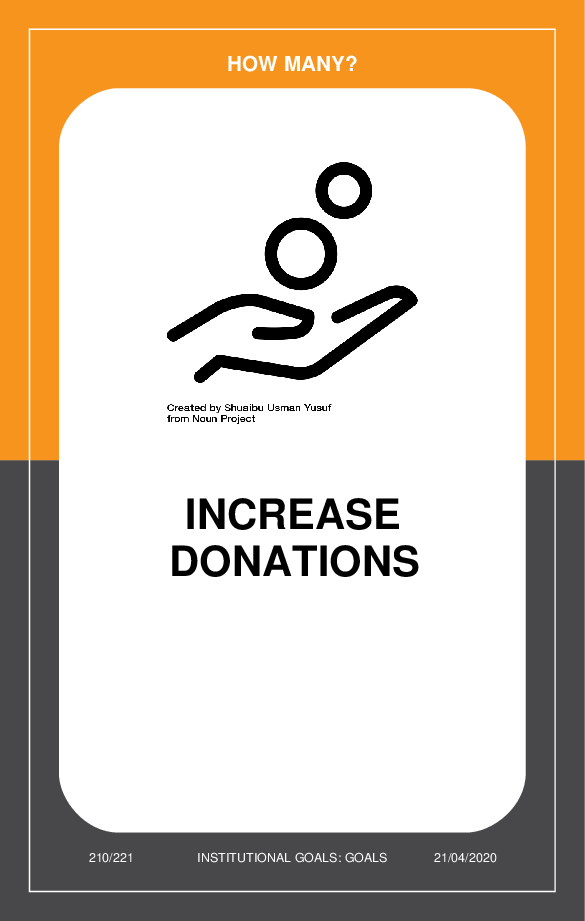 HOW MANY?
Created by Shuaibu Usman Yusuf
from Noun Project
INCREASE
DONATIONS
210/221 INSTITUTIONAL GOALS: GOALS 21/04/2020